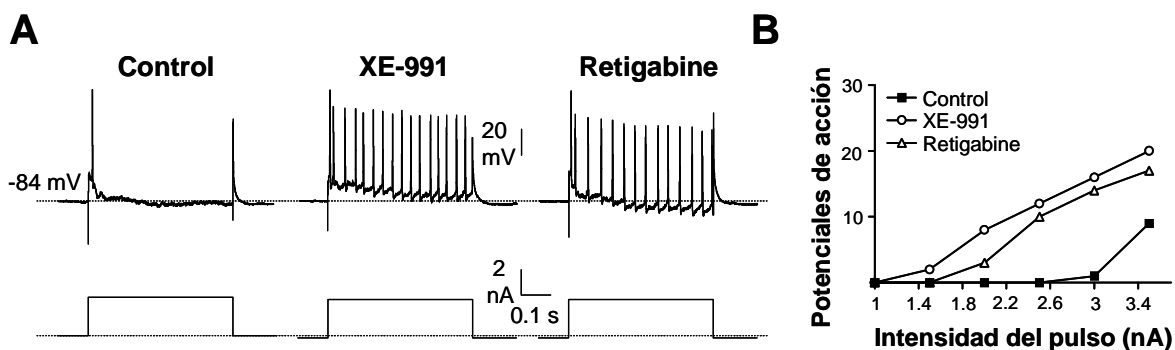 A
Control
XE-991
Retigabine
20
mV
-84 mV
2
nA
0.1 s
B
Potenciales de acción
30
20
10
Control
XE-991
Retigabine
1 1.4 1.8 2.2 2.6 3 3.4
Intensidad del pulso (nA)